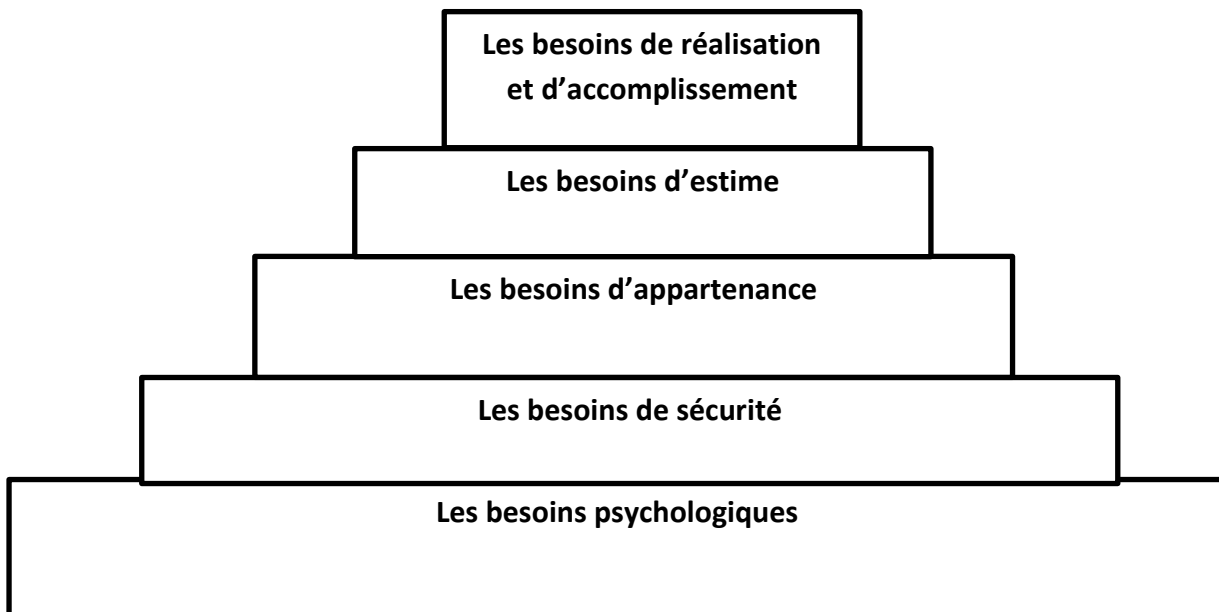 Les besoins de réalisation
et d’accomplissement
Les besoins d’estime
Les besoins d’appartenance
Les besoins de sécurité
Les besoins psychologiques